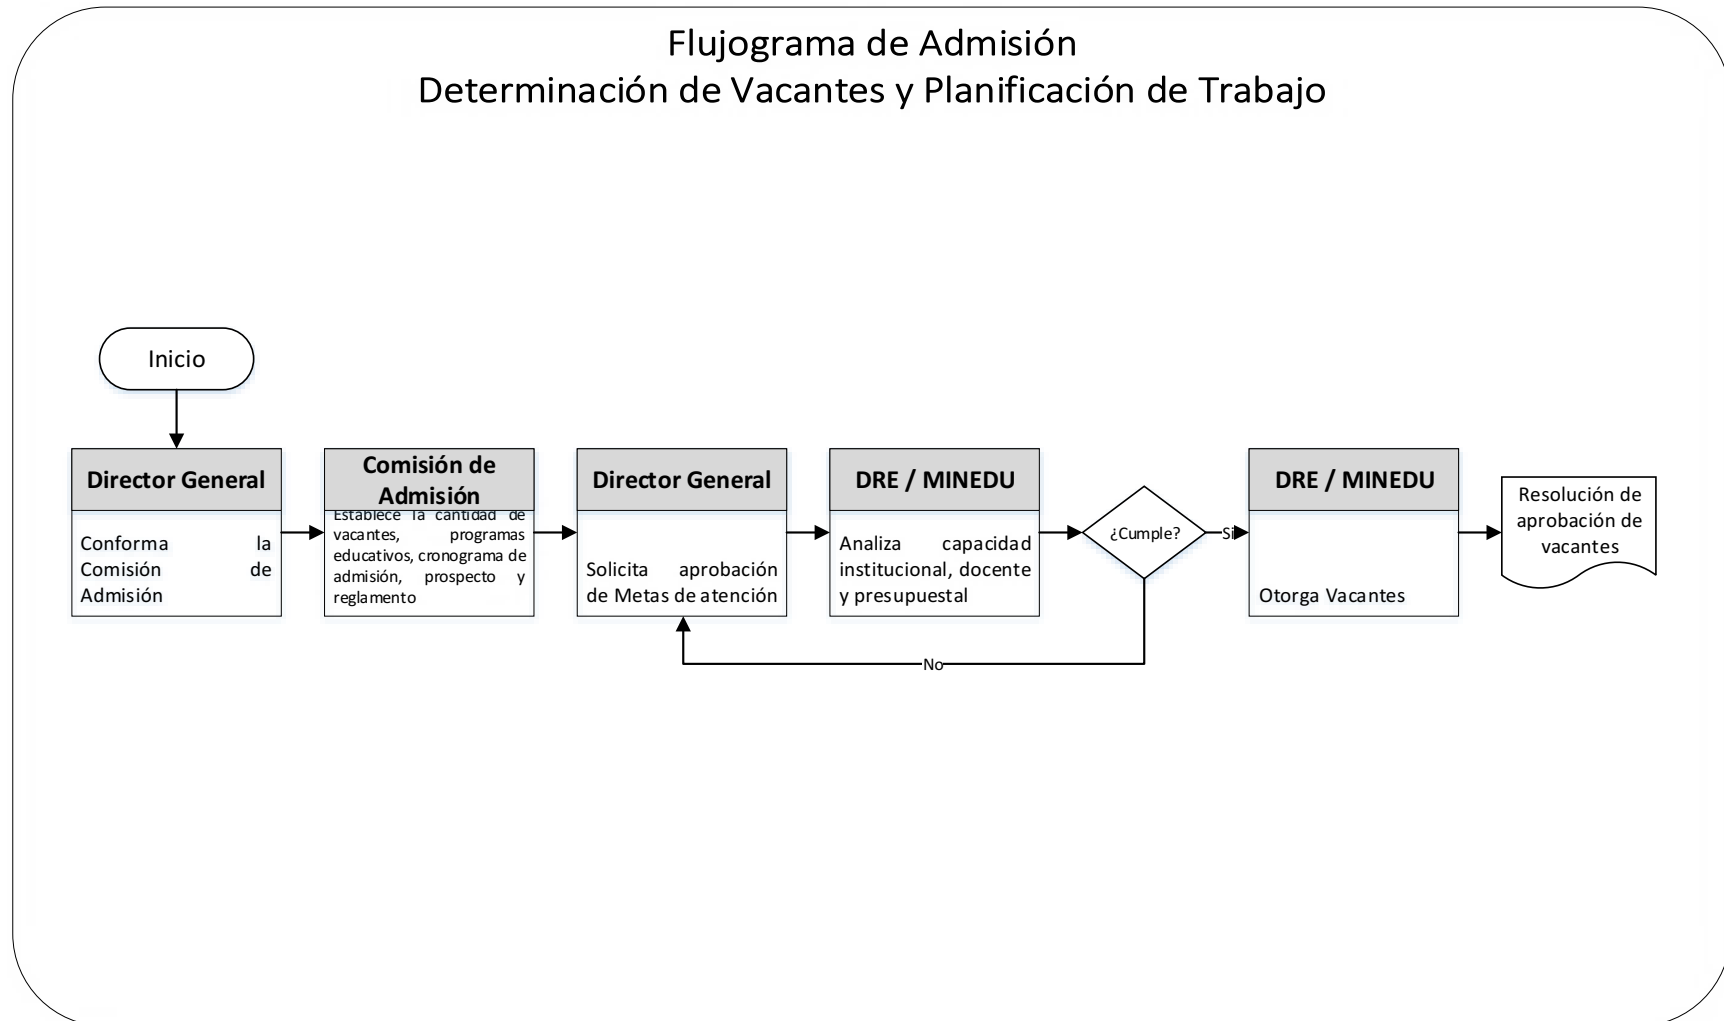 Flujograma de Admisión
Determinación de Vacantes y Planificación de Trabajo
Inicio
Director General
Conforma la
Comisión de
Admisión
Comisión de
Admisión
Establece la cantidad de
vacantes, programas
educativos, cronograma de
admisión, prospecto y
reglamento
Director General
Solicita aprobación
de Metas de atención
DRE / MINEDU
Analiza capacidad
institucional, docente
y presupuestal
¿Cumple?
Si
No
DRE / MINEDU
Otorga Vacantes
Resolución de
aprobación de
vacantes